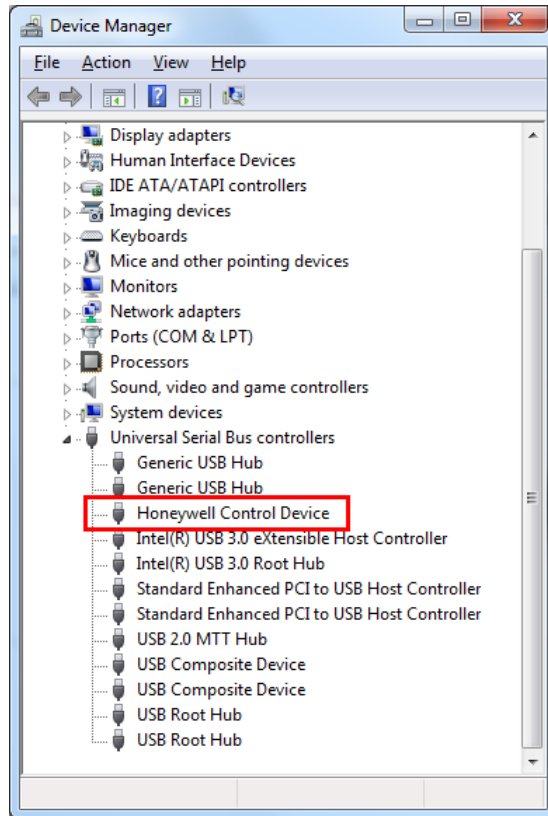 Device Manager
File Action View Help
Display adapters
Human Interface Devices
IDE ATA/ATAPI controllers
Imaging devices
Keyboards
Mice and other pointing devices
Monitors
Network adapters
Ports (COM & LPT)
Processors
Sound, video and game controllers
System devices
Universal Serial Bus controllers
Generic USB Hub
Generic USB Hub
Honeywell Control Device
Intel(R) USB 3.0 eXtensible Host Controller
Intel(R) USB 3.0 Root Hub
Standard Enhanced PCI to USB Host Controller
Standard Enhanced PCI to USB Host Controller
USB 2.0 MTT Hub
USB Composite Device
USB Composite Device
USB Root Hub
USB Root Hub